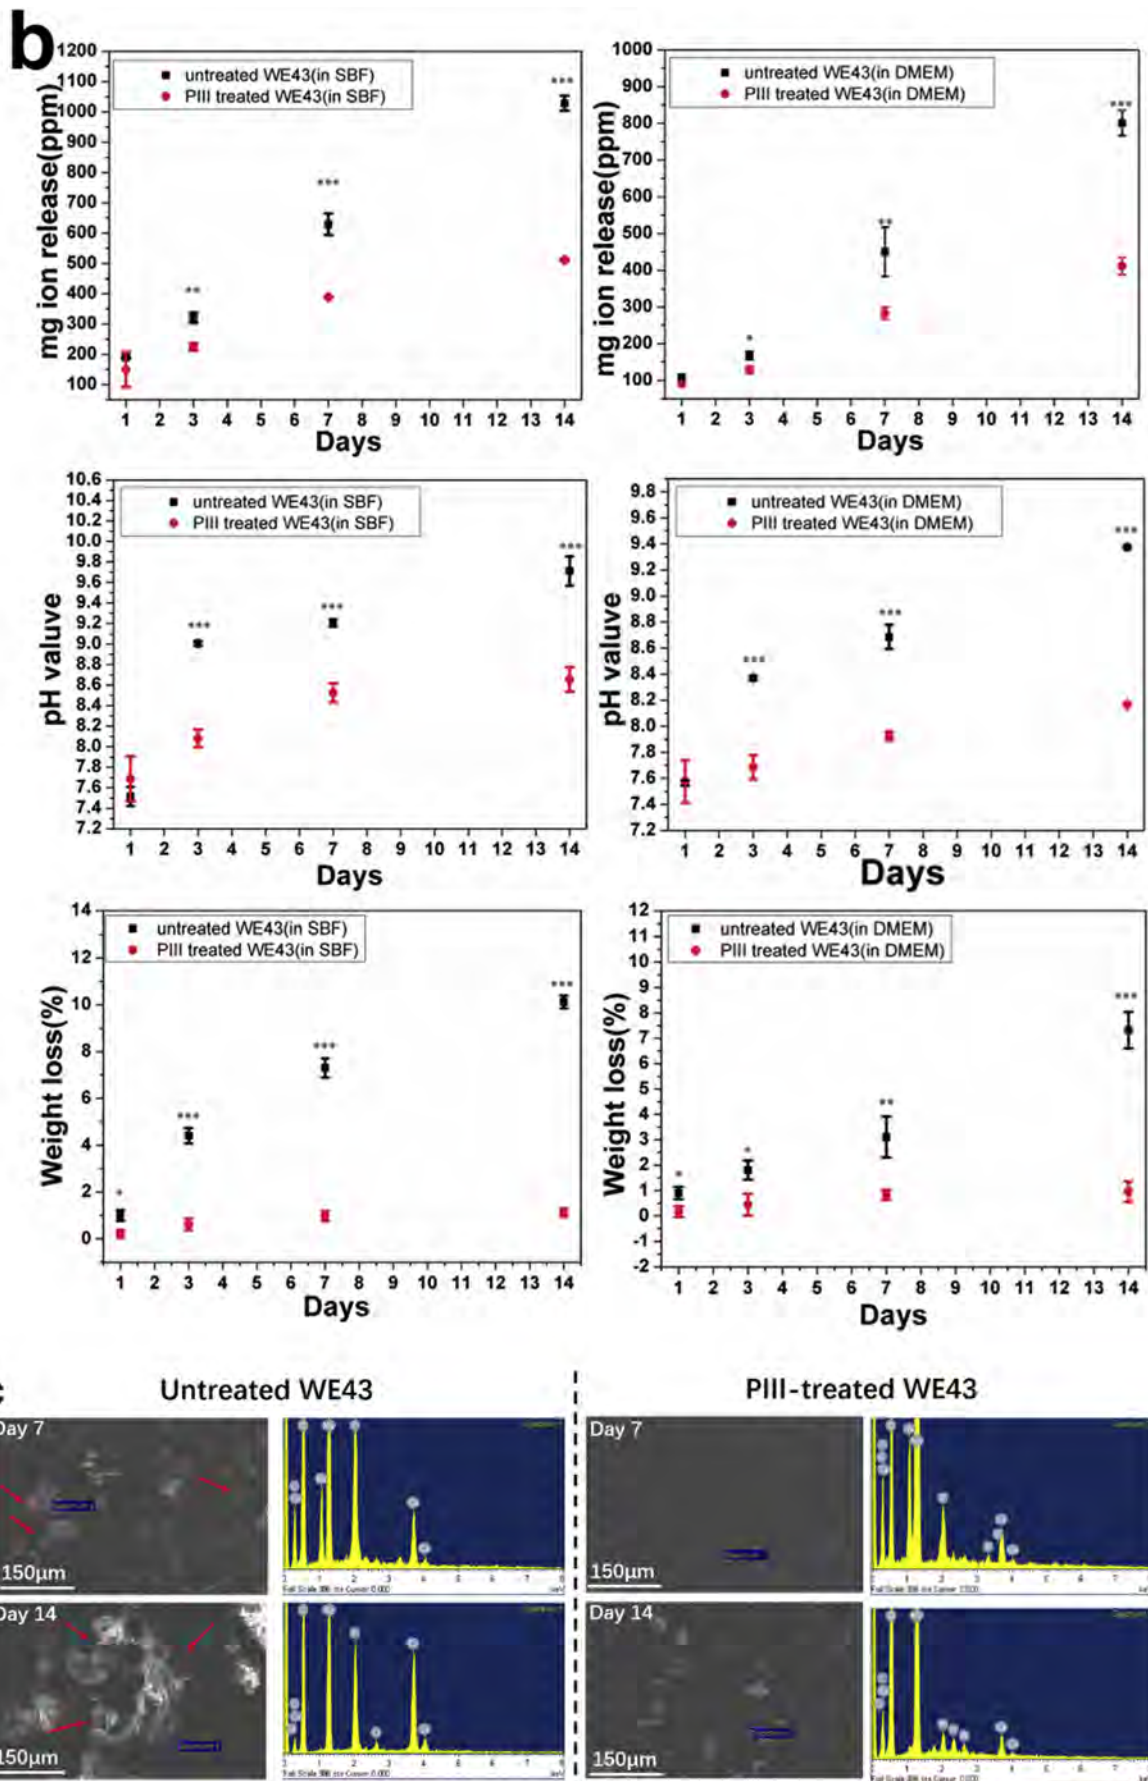 b
1200
1100
1000
900
800
700
600
500
400
300
200
100
mg ion release(ppm)
untreated WE43(in SBF)
PIII treated WE43(in SBF)
***
***
**
1 2 3 4 5 6 7 8 9 10 11 12 13 14
Days
1000
900
800
700
600
500
400
300
200
100
mg ion release(ppm)
untreated WE43(in DMEM)
PIII treated WE43(in DMEM)
***
**
*
1 2 3 4 5 6 7 8 9 10 11 12 13 14
Days
10.6
10.4
10.2
10.0
9.8
9.6
9.4
9.2
9.0
8.8
8.6
8.4
8.2
8.0
7.8
7.6
7.4
7.2
pH valuve
untreated WE43(in SBF)
PIII treated WE43(in SBF)
***
***
***
1 2 3 4 5 6 7 8 9 10 11 12 13 14
Days
9.8
9.6
9.4
9.2
9.0
8.8
8.6
8.4
8.2
8.0
7.8
7.6
7.4
7.2
pH valuve
untreated WE43(in DMEM)
PIII treated WE43(in DMEM)
***
***
***
1 2 3 4 5 6 7 8 9 10 11 12 13 14
Days
14
12
10
8
6
4
2
0
Weight loss(%)
untreated WE43(in SBF)
PIII treated WE43(in SBF)
***
***
***
*
1 2 3 4 5 6 7 8 9 10 11 12 13 14
Days
12
11
10
9
8
7
6
5
4
3
2
1
0
-1
-2
Weight loss(%)
untreated WE43(in DMEM)
PIII treated WE43(in DMEM)
***
**
*
*
1 2 3 4 5 6 7 8 9 10 11 12 13 14
Days
Untreated WE43
PIII-treated WE43
Day 7
150μm
Day 7
150μm
Day 14
150μm
Day 14
150μm